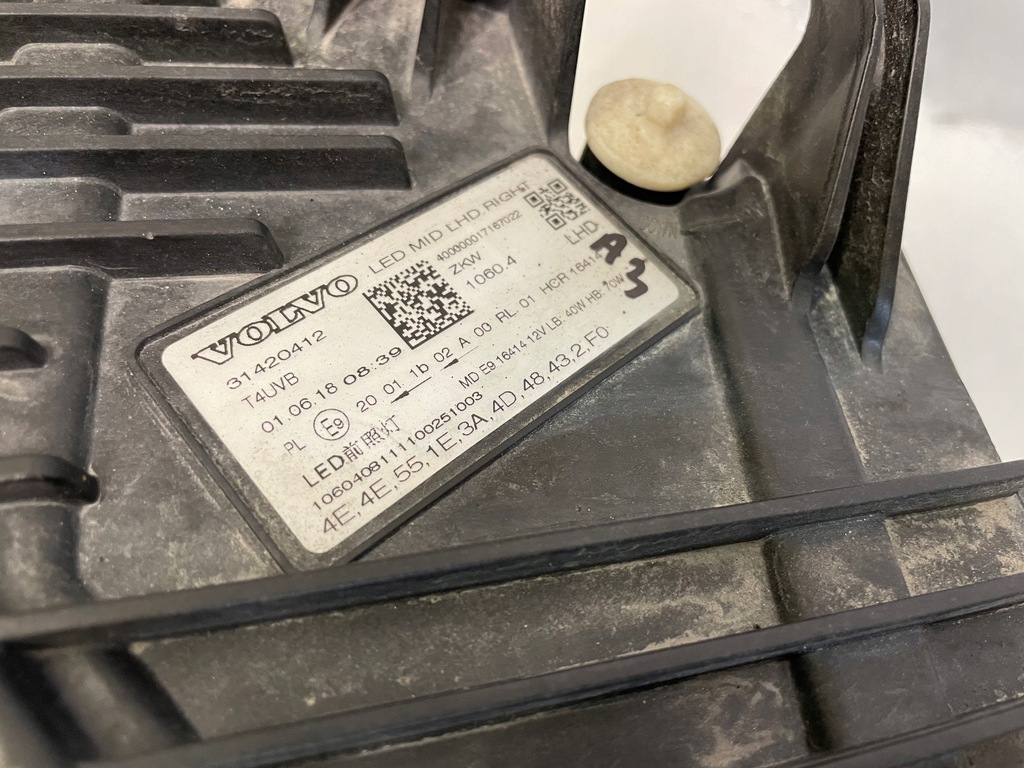 VOLVO LED MID LHD RIGHT
31420412 400000017167022
T4UVB ZKW LHD
01.06.18 08:39 1060.4
PL E9 20 01 1b 02 A 00 RL 01 HCR 16414
LED前照灯 MD E9 16414 12V LB: 40W HB: 70W
1060408111100251003
4E,4E,55,1E,3A,4D,48,43,2,F0
A3